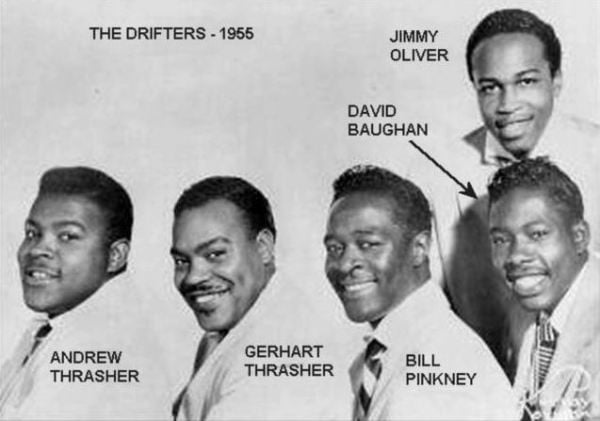 THE DRIFTERS - 1955
JIMMY
OLIVER
DAVID
BAUGHAN
ANDREW
THRASHER
GERHART
THRASHER
BILL
PINKNEY